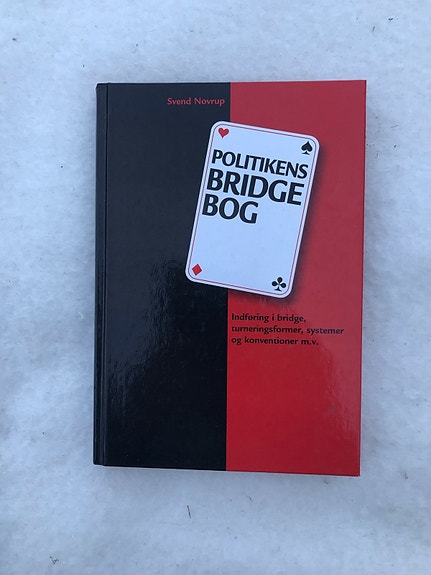 Svend Novrup
POLITIKENS
BRIDGE
BOG
Indføring i bridge,
turneringsformer, systemer
og konventioner m.v.